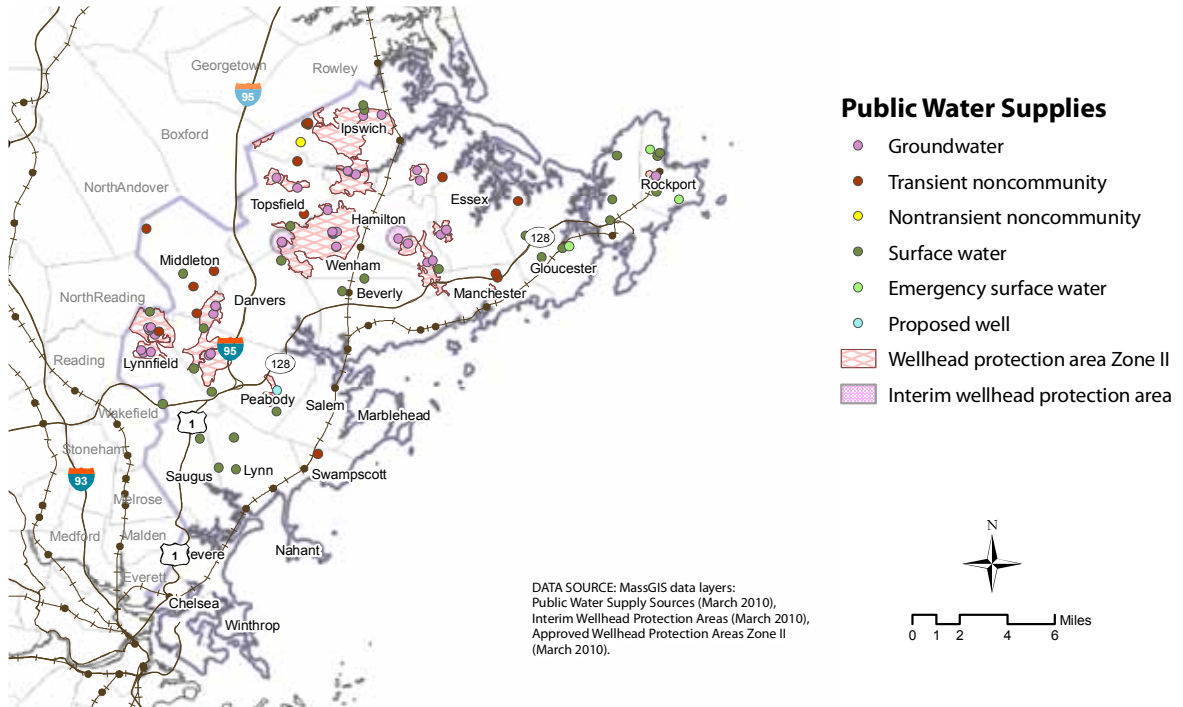 Georgetown
Rowley
95
Ipswich
Boxford
NorthAndover
Topsfield
Essex
Rockport
Hamilton
128
Gloucester
Middleton
Wenham
NorthReading
Danvers
Beverly
Manchester
Reading
Lynnfield
95
128
Peabody
Salem
Marblehead
Wakefield
1
Stoneham
93
Saugus
Lynn
Swampscott
Melrose
Medford
Malden
1
evere
Nahant
Everett
Chelsea
Winthrop
Public Water Supplies
Groundwater
Transient noncommunity
Nontransient noncommunity
Surface water
Emergency surface water
Proposed well
Wellhead protection area Zone II
Interim wellhead protection area
N
Miles
0 1 2 4 6
DATA SOURCE: MassGIS data layers:
Public Water Supply Sources (March 2010),
Interim Wellhead Protection Areas (March 2010),
Approved Wellhead Protection Areas Zone II
(March 2010).